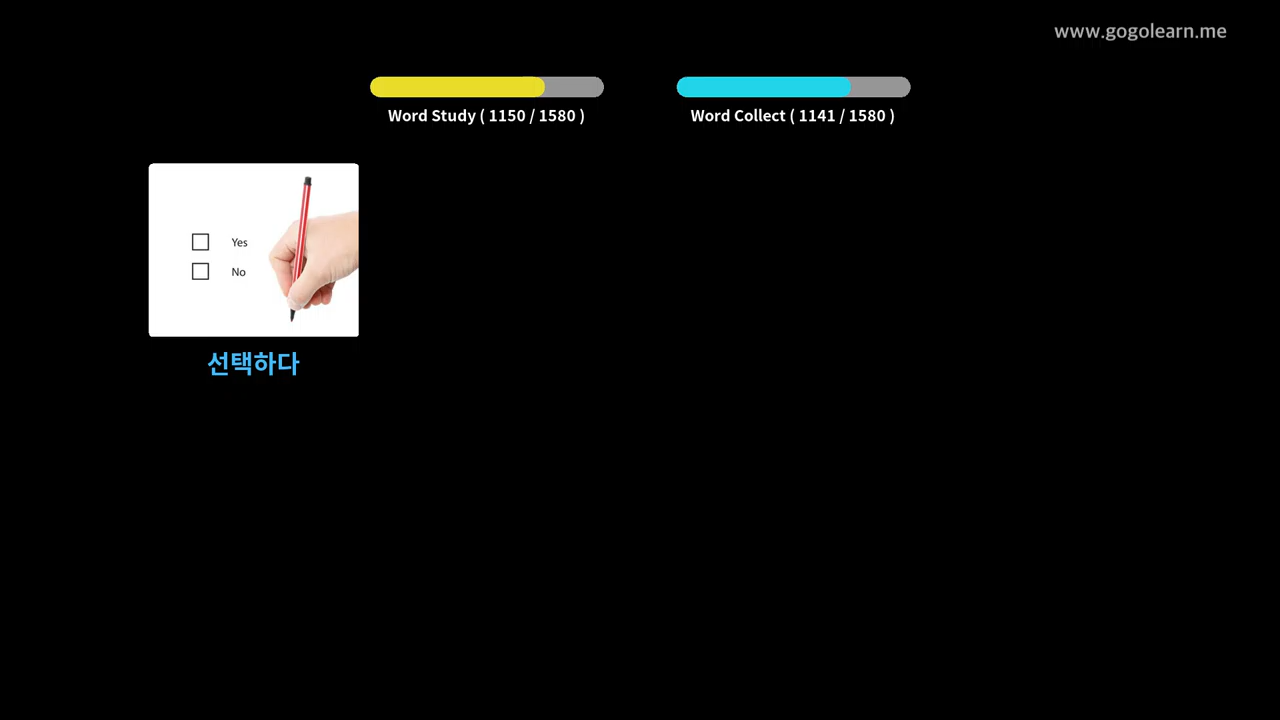 www.gogolearn.me
Word Study ( 1150 / 1580 )
Word Collect ( 1141 / 1580 )
Yes
No
선택하다